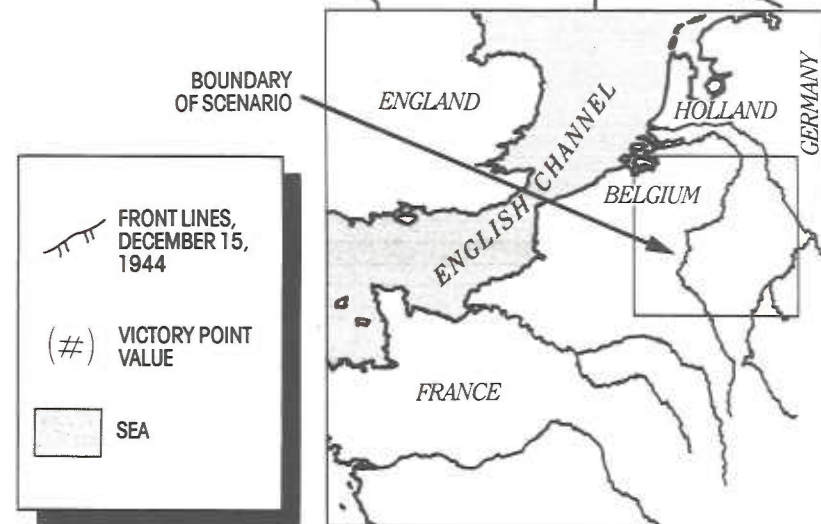 BOUNDARY
OF SCENARIO
FRONT LINES,
DECEMBER 15,
1944
(#) VICTORY POINT
VALUE
SEA
ENGLAND
ENGLISH CHANNEL
HOLLAND
GERMANY
BELGIUM
FRANCE